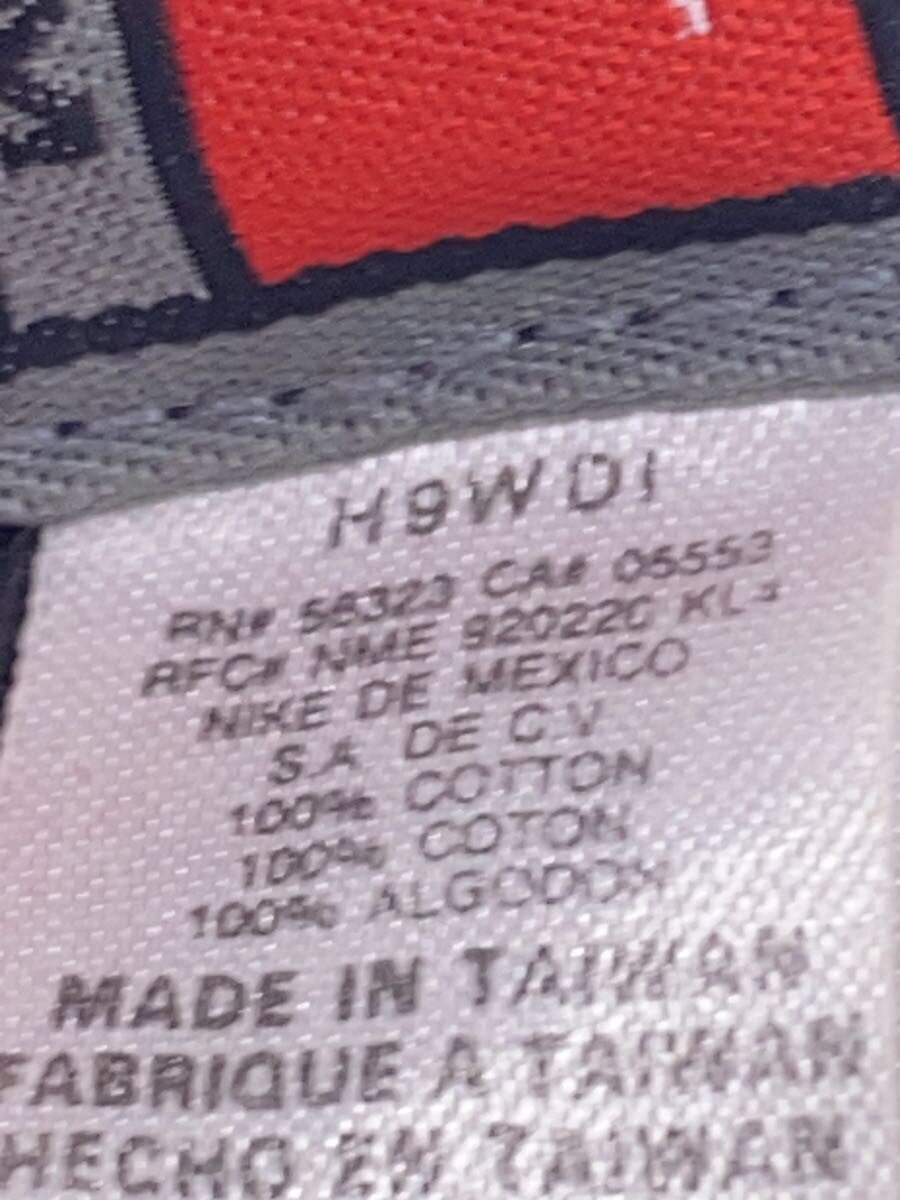 H9WDI
RN# 56323 CA# 05553
RFC# NME 920220 KL4
NIKE DE MEXICO
S.A DE C.V
100% COTTON
100% COTON
100% ALGODON
MADE IN TAIWAN
FABRIQUE A TAIWAN
HECHO EN TAIWAN